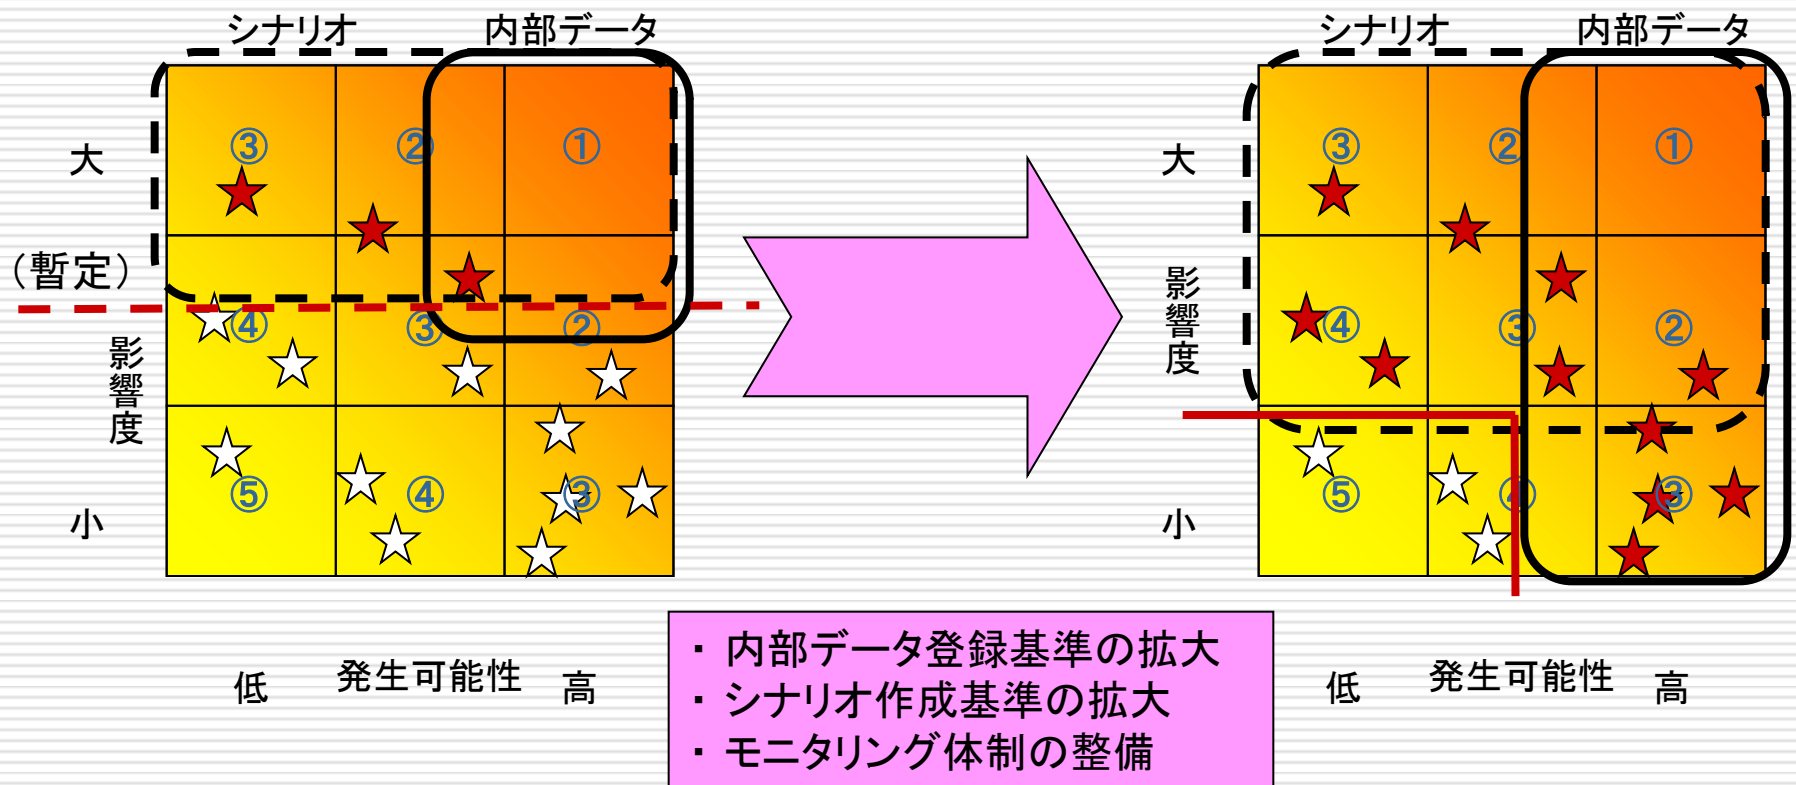 シナリオ
内部データ
③
②
①
大
(暫定)
④
③
②
影響度
⑤
④
③
小
低
発生可能性
高
シナリオ
内部データ
③
②
①
大
影響度
④
③
②
⑤
④
③
小
低
発生可能性
高
・ 内部データ登録基準の拡大
・ シナリオ作成基準の拡大
・ モニタリング体制の整備